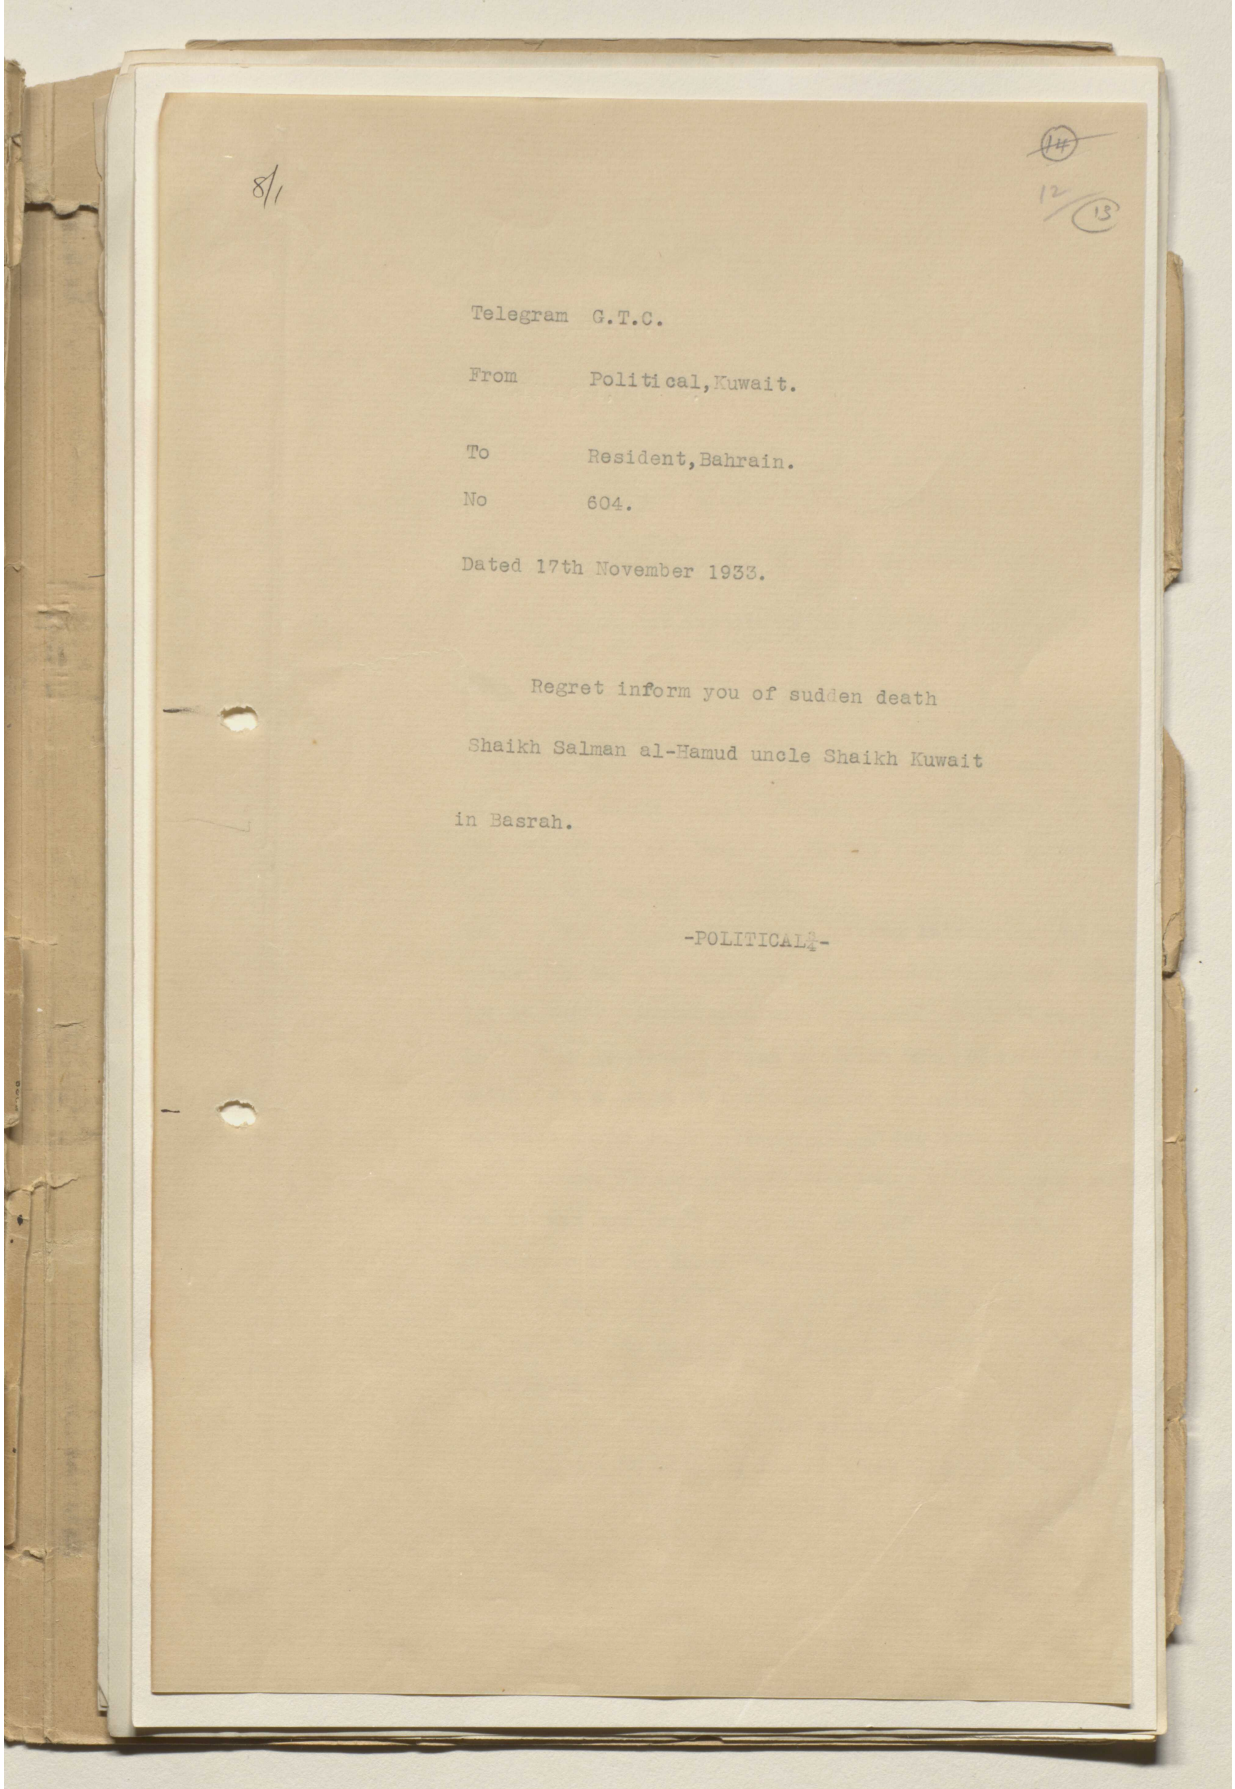 8/1
14
12
13
Telegram G.T.C.
From Political,Kuwait.
To Resident,Bahrain.
No 604.
Dated 17th November 1933.
Regret inform you of sudden death
Shaikh Salman al-Hamud uncle Shaikh Kuwait
in Basrah.
-POLITICAL-